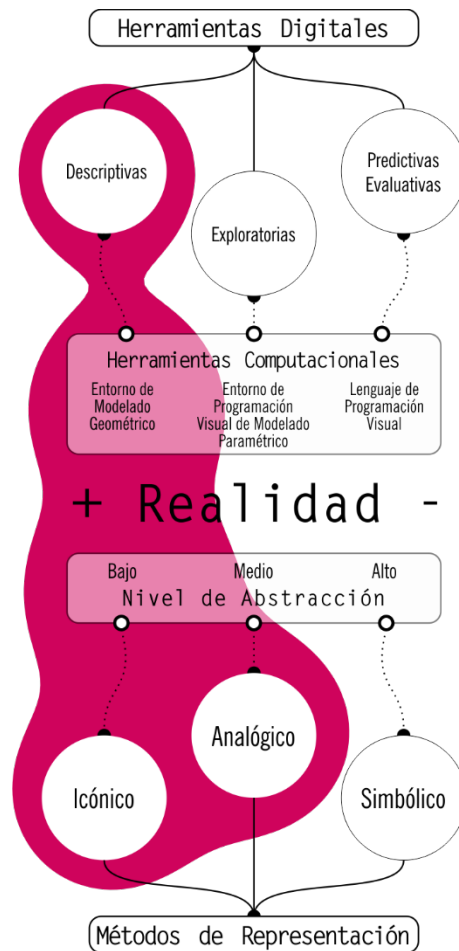 Herramientas Digitales
Descriptivas
Exploratorias
Predictivas
Evaluativas
Herramientas Computacionales
Entorno de
Modelado
Geométrico
Entorno de
Programación
Visual de Modelado
Paramétrico
Lenguaje de
Programación
Visual
+ Realidad -
Bajo
Medio
Alto
Nivel de Abstracción
Icónico
Analógico
Simbólico
Métodos de Representación